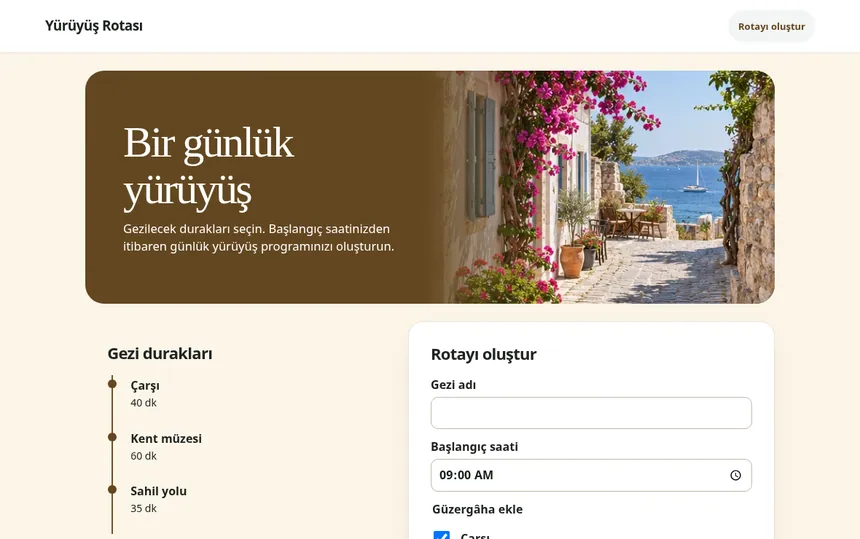 Yürüyüş Rotası
Rotayı oluştur
Bir günlük
yürüyüş
Gezilecek durakları seçin. Başlangıç saatinizden
itibaren günlük yürüyüş programınızı oluşturun.
Gezi durakları
Çarşı
40 dk
Kent müzesi
60 dk
Sahil yolu
35 dk
Rotayı oluştur
Gezi adı
Başlangıç saati
09:00 AM
Güzergâha ekle
Çarşı